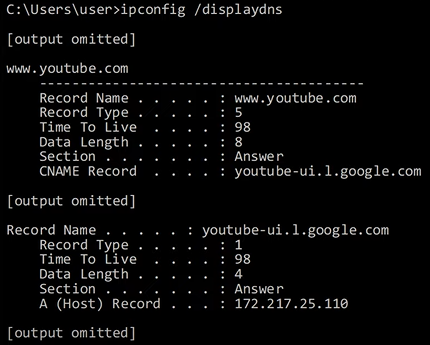 C:\Users\user>ipconfig /displaydns
[output omitted]
www.youtube.com
----------------------------------------
Record Name . . . . . : www.youtube.com
Record Type . . . . . : 5
Time To Live  . . . . : 98
Data Length . . . . . : 8
Section . . . . . . . : Answer
CNAME Record  . . . . : youtube-ui.l.google.com
[output omitted]
Record Name . . . . . : youtube-ui.l.google.com
Record Type . . . . . : 1
Time To Live  . . . . : 98
Data Length . . . . . : 4
Section . . . . . . . : Answer
A (Host) Record . . . : 172.217.25.110
[output omitted]